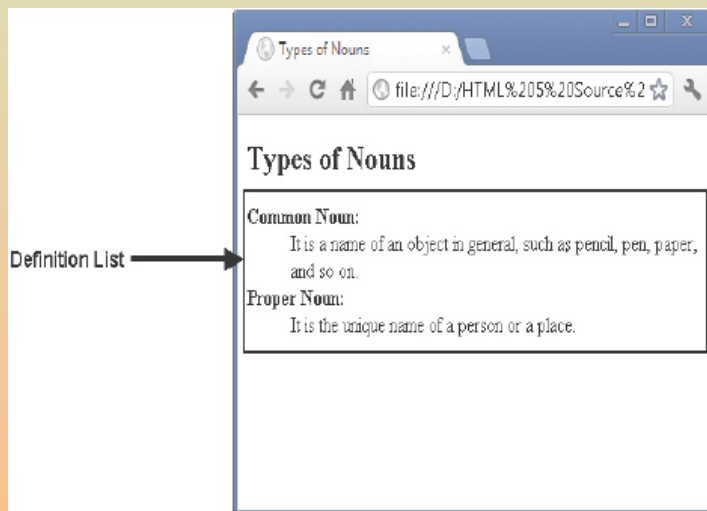 Types of Nouns
file:///D:/HTML%205%20Source%2
Types of Nouns
Common Noun:
It is a name of an object in general, such as pencil, pen, paper,
and so on.
Proper Noun:
It is the unique name of a person or a place.
Definition List